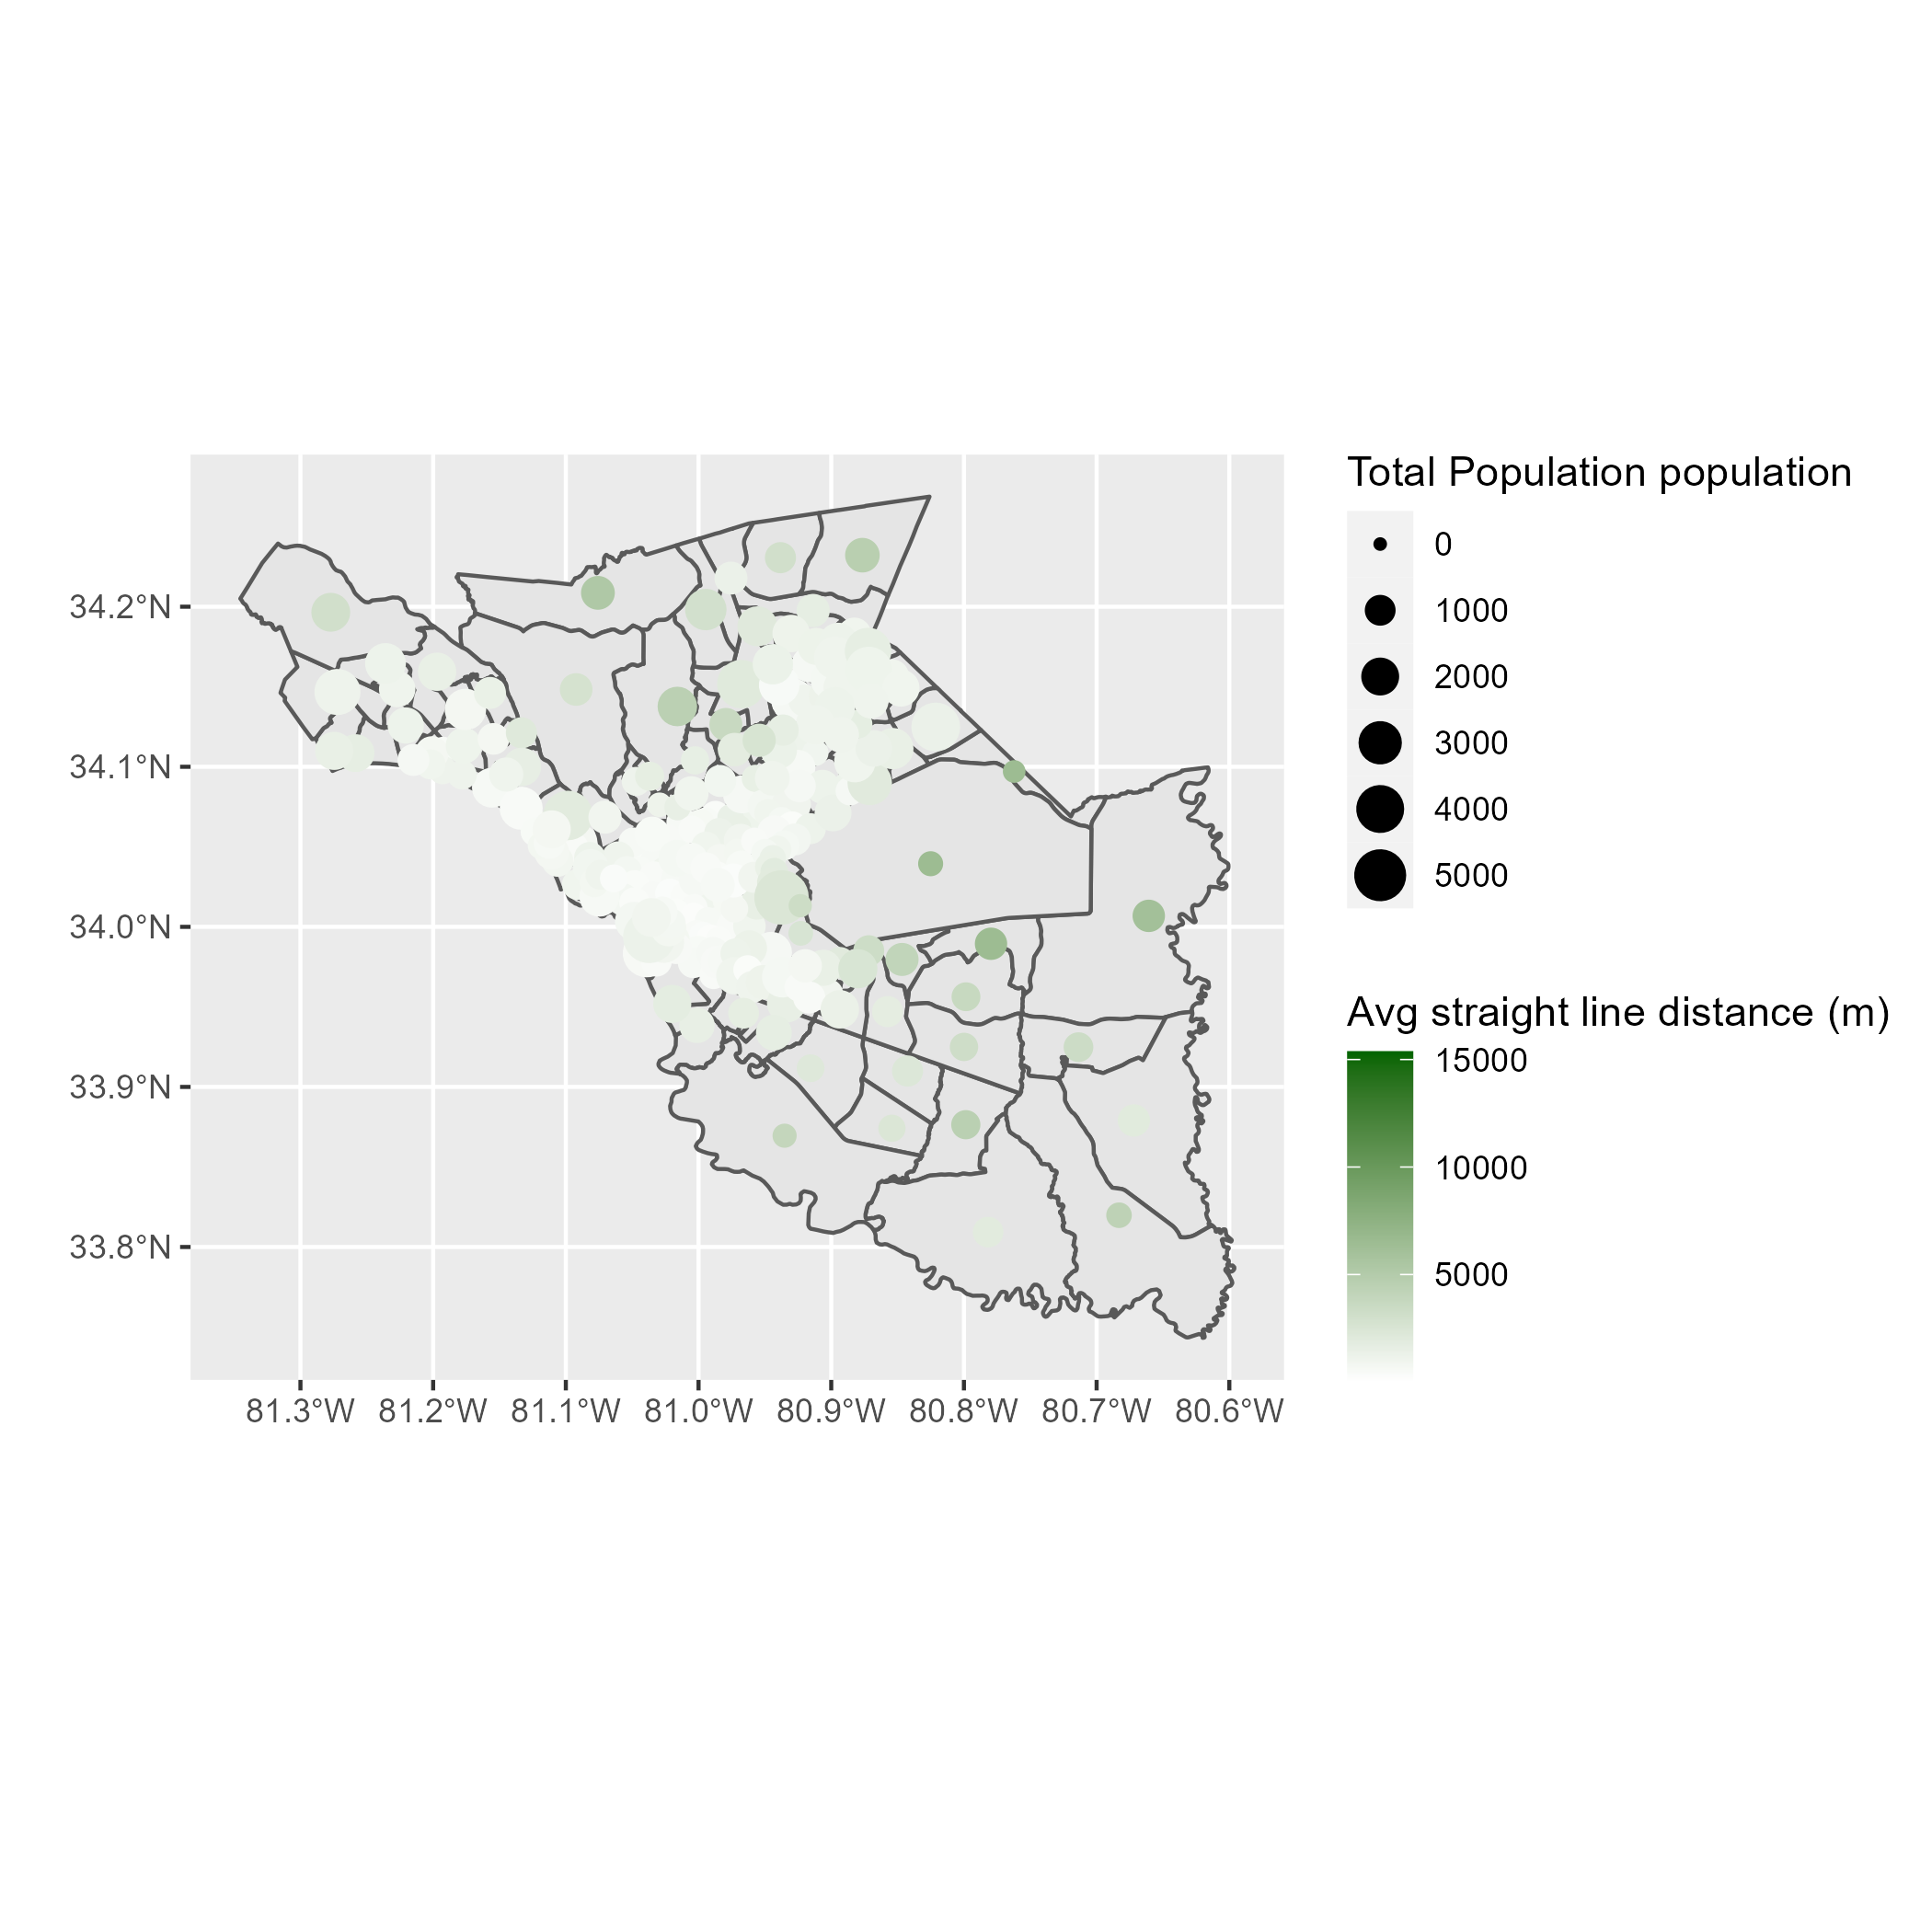 34.2°N
34.1°N
34.0°N
33.9°N
33.8°N
81.3°W 81.2°W 81.1°W 81.0°W 80.9°W 80.8°W 80.7°W 80.6°W
Total Population population
0
1000
2000
3000
4000
5000
Avg straight line distance (m)
15000
10000
5000